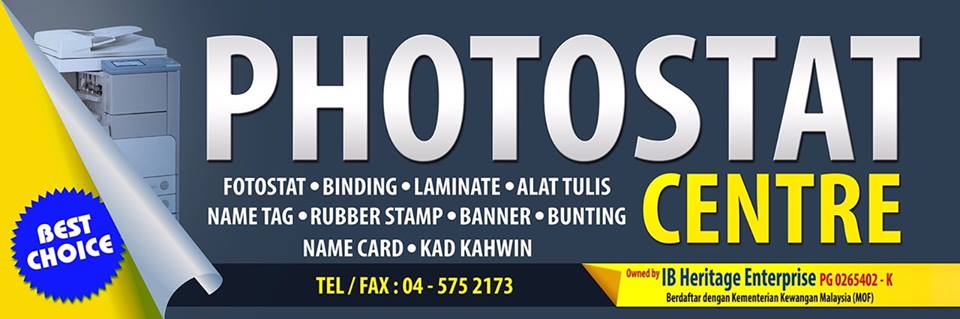 PHOTOSTAT
CENTRE
FOTOSTAT • BINDING • LAMINATE • ALAT TULIS
NAME TAG • RUBBER STAMP • BANNER • BUNTING
NAME CARD • KAD KAHWIN
BEST
CHOICE
TEL / FAX : 04 - 575 2173
Owned by IB Heritage Enterprise PG 0265402 - K
Berdaftar dengan Kementerian Kewangan Malaysia (MOF)